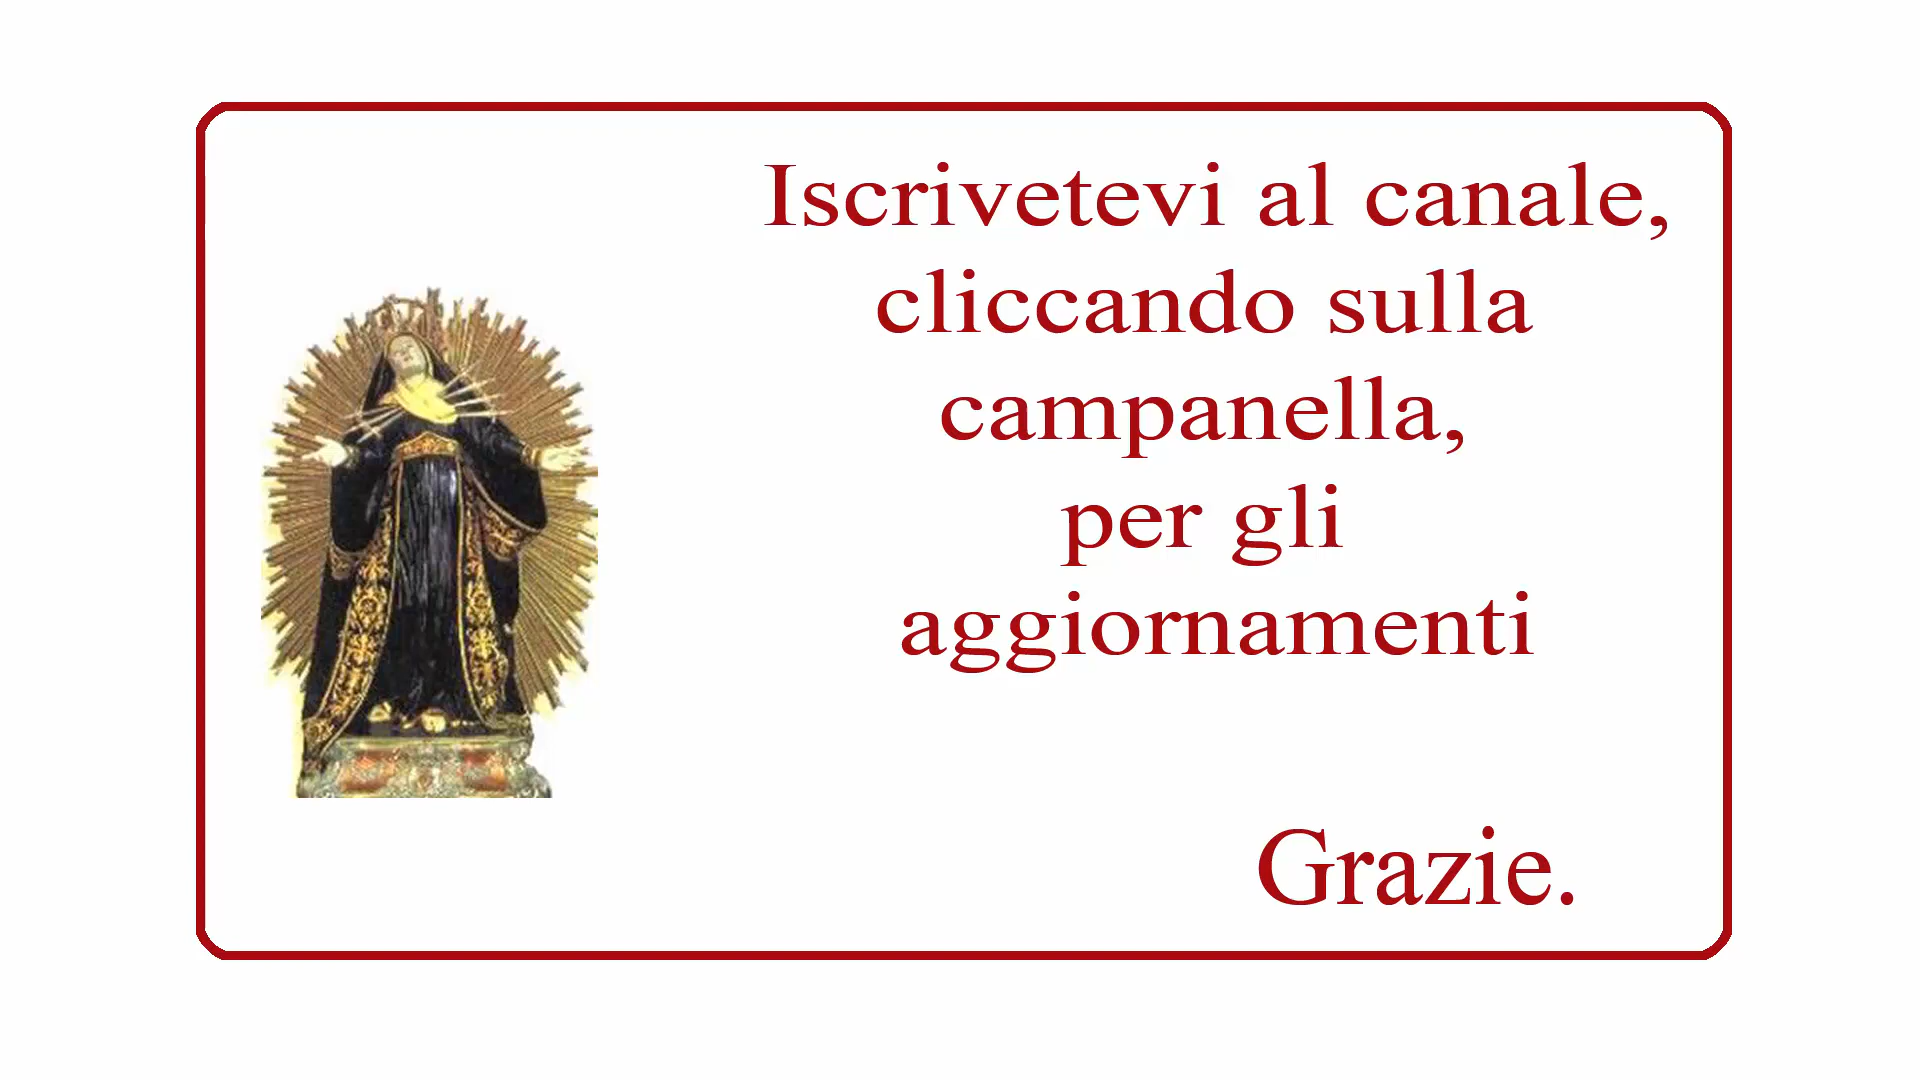 Iscrivetevi al canale,
cliccando sulla
campanella,
per gli
aggiornamenti
Grazie.